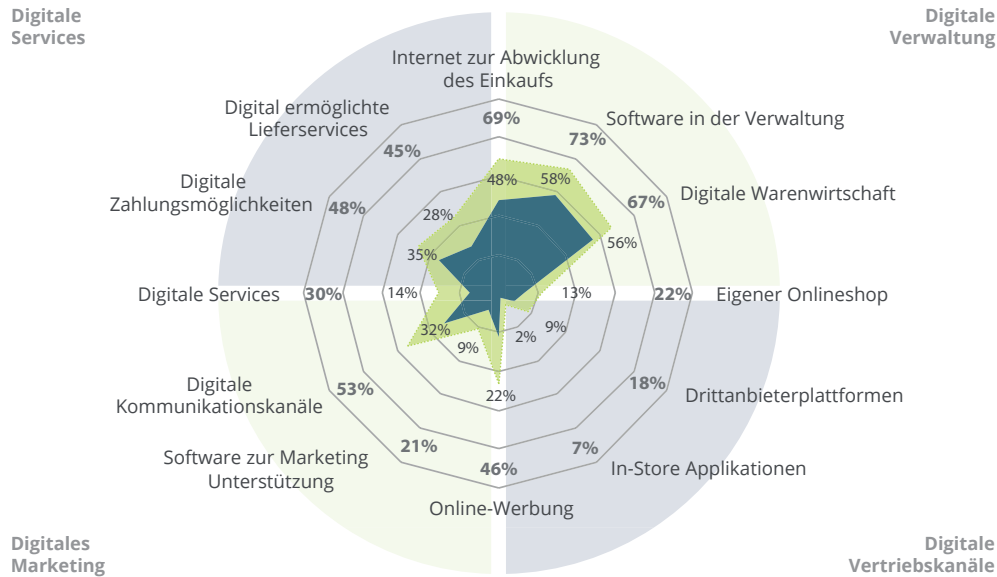 Digitale
Services
Digitale
Verwaltung
Internet zur Abwicklung
des Einkaufs
69%
48%
Software in der Verwaltung
73%
58%
Digitale Warenwirtschaft
67%
56%
Eigener Onlineshop
22%
13%
Drittanbieterplattformen
18%
9%
In-Store Applikationen
7%
2%
Online-Werbung
46%
22%
Software zur Marketing
Unterstützung
21%
9%
Digitale
Kommunikationskanäle
53%
32%
Digitale Services
30%
14%
Digitale
Zahlungsmöglichkeiten
48%
35%
Digital ermöglichte
Lieferservices
45%
28%
Digitales
Marketing
Digitale
Vertriebskanäle